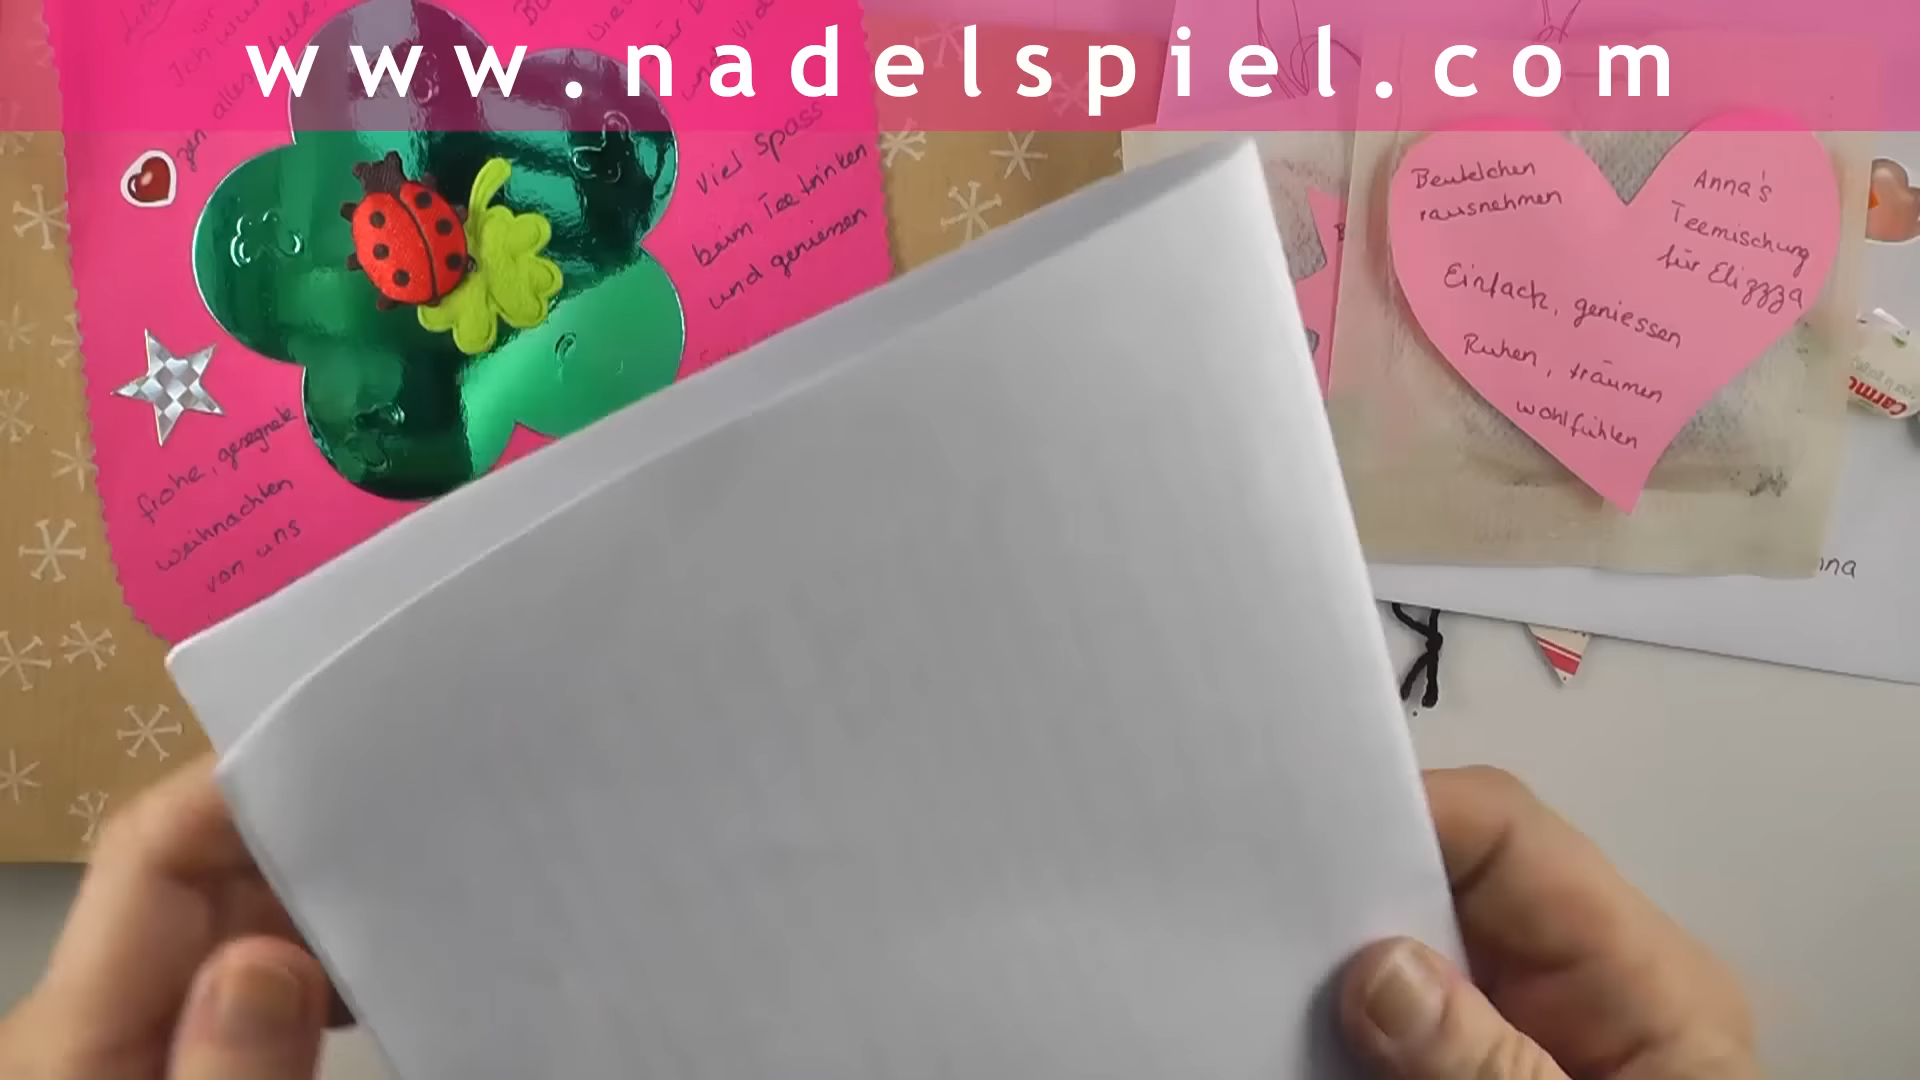 www.nadelspiel.com
viel Spass
beim Tee trinken
und geniessen
frohe, gesegnete
weihnachten
von uns
Beutelchen
rausnehmen
Anna's
Teemischung
für Elizzza
Einfach, geniessen
Ruhen, träumen
wohlfühlen
Carma